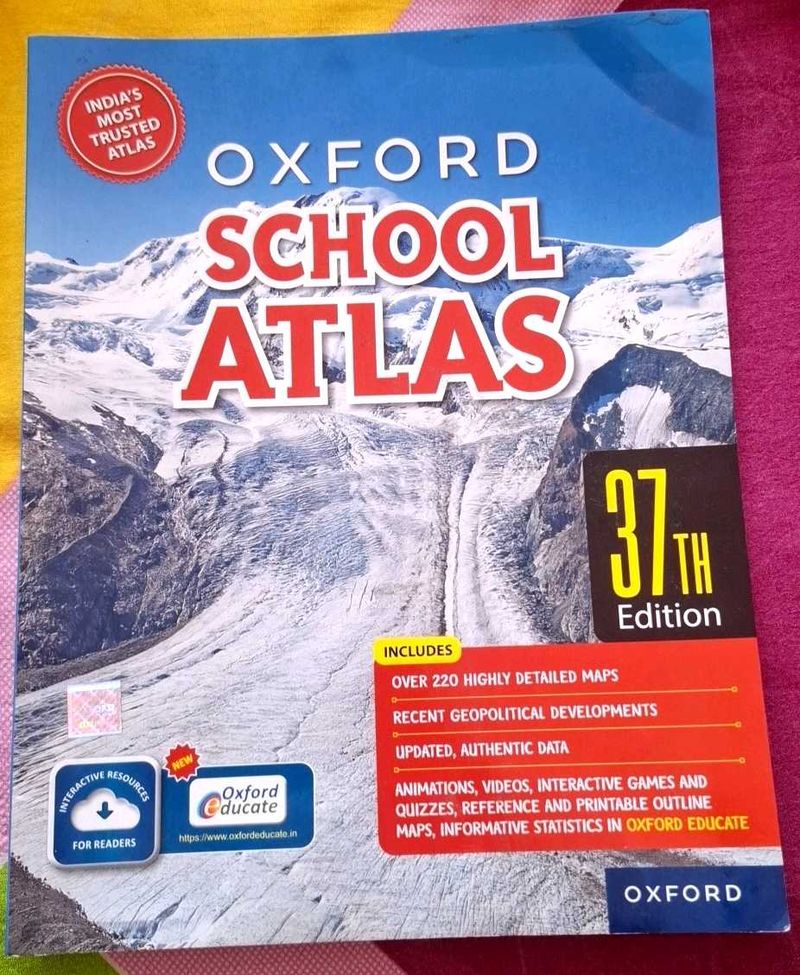 INDIA'S
MOST
TRUSTED
ATLAS
OXFORD
SCHOOL
ATLAS
37TH
Edition
INCLUDES
OVER 220 HIGHLY DETAILED MAPS
RECENT GEOPOLITICAL DEVELOPMENTS
UPDATED, AUTHENTIC DATA
ANIMATIONS, VIDEOS, INTERACTIVE GAMES AND
QUIZZES, REFERENCE AND PRINTABLE OUTLINE
MAPS, INFORMATIVE STATISTICS IN OXFORD EDUCATE
INTERACTIVE RESOURCES
FOR READERS
NEW
Oxford
educate
https://www.oxfordeducate.in
OXFORD